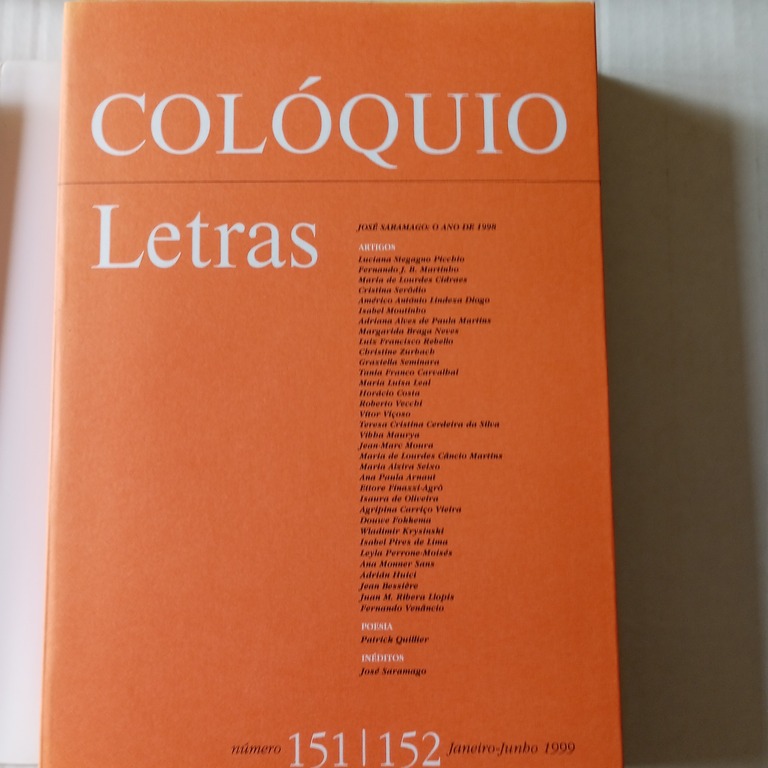 COLÓQUIO
Letras
JOSÉ SARAMAGO: O ANO DE 1998
ARTIGOS
Luciana Stegagno Picchio
Fernando J. B. Martinho
Maria de Lourdes Cidraes
Cristina Seródio
Américo António Lindeza Diogo
Isabel Moutinho
Adriana Alves de Paula Martins
Margarida Braga Neves
Luiz Francisco Rebello
Christine Zurbach
Graziella Seminara
Tania Franco Carvalhal
Maria Luísa Leal
Horácio Costa
Roberto Vecchi
Vítor Viçoso
Teresa Cristina Cerdeira da Silva
Vibha Maurya
Jean-Marc Moura
Maria de Lourdes Câncio Martins
Maria Alzira Seixo
Ana Paula Arnaut
Ettore Finazzi-Agrò
Isaura de Oliveira
Agripina Carriço Vieira
Douwe Fokkema
Wladimir Krysinski
Isabel Pires de Lima
Leyla Perrone-Moisés
Ana Monner Sans
Adrián Huici
Jean Bessière
Juan M. Ribera Llopis
Fernando Venâncio
POESIA
Patrick Quillier
INÉDITOS
José Saramago
número 151 | 152 Janeiro-Junho 1999